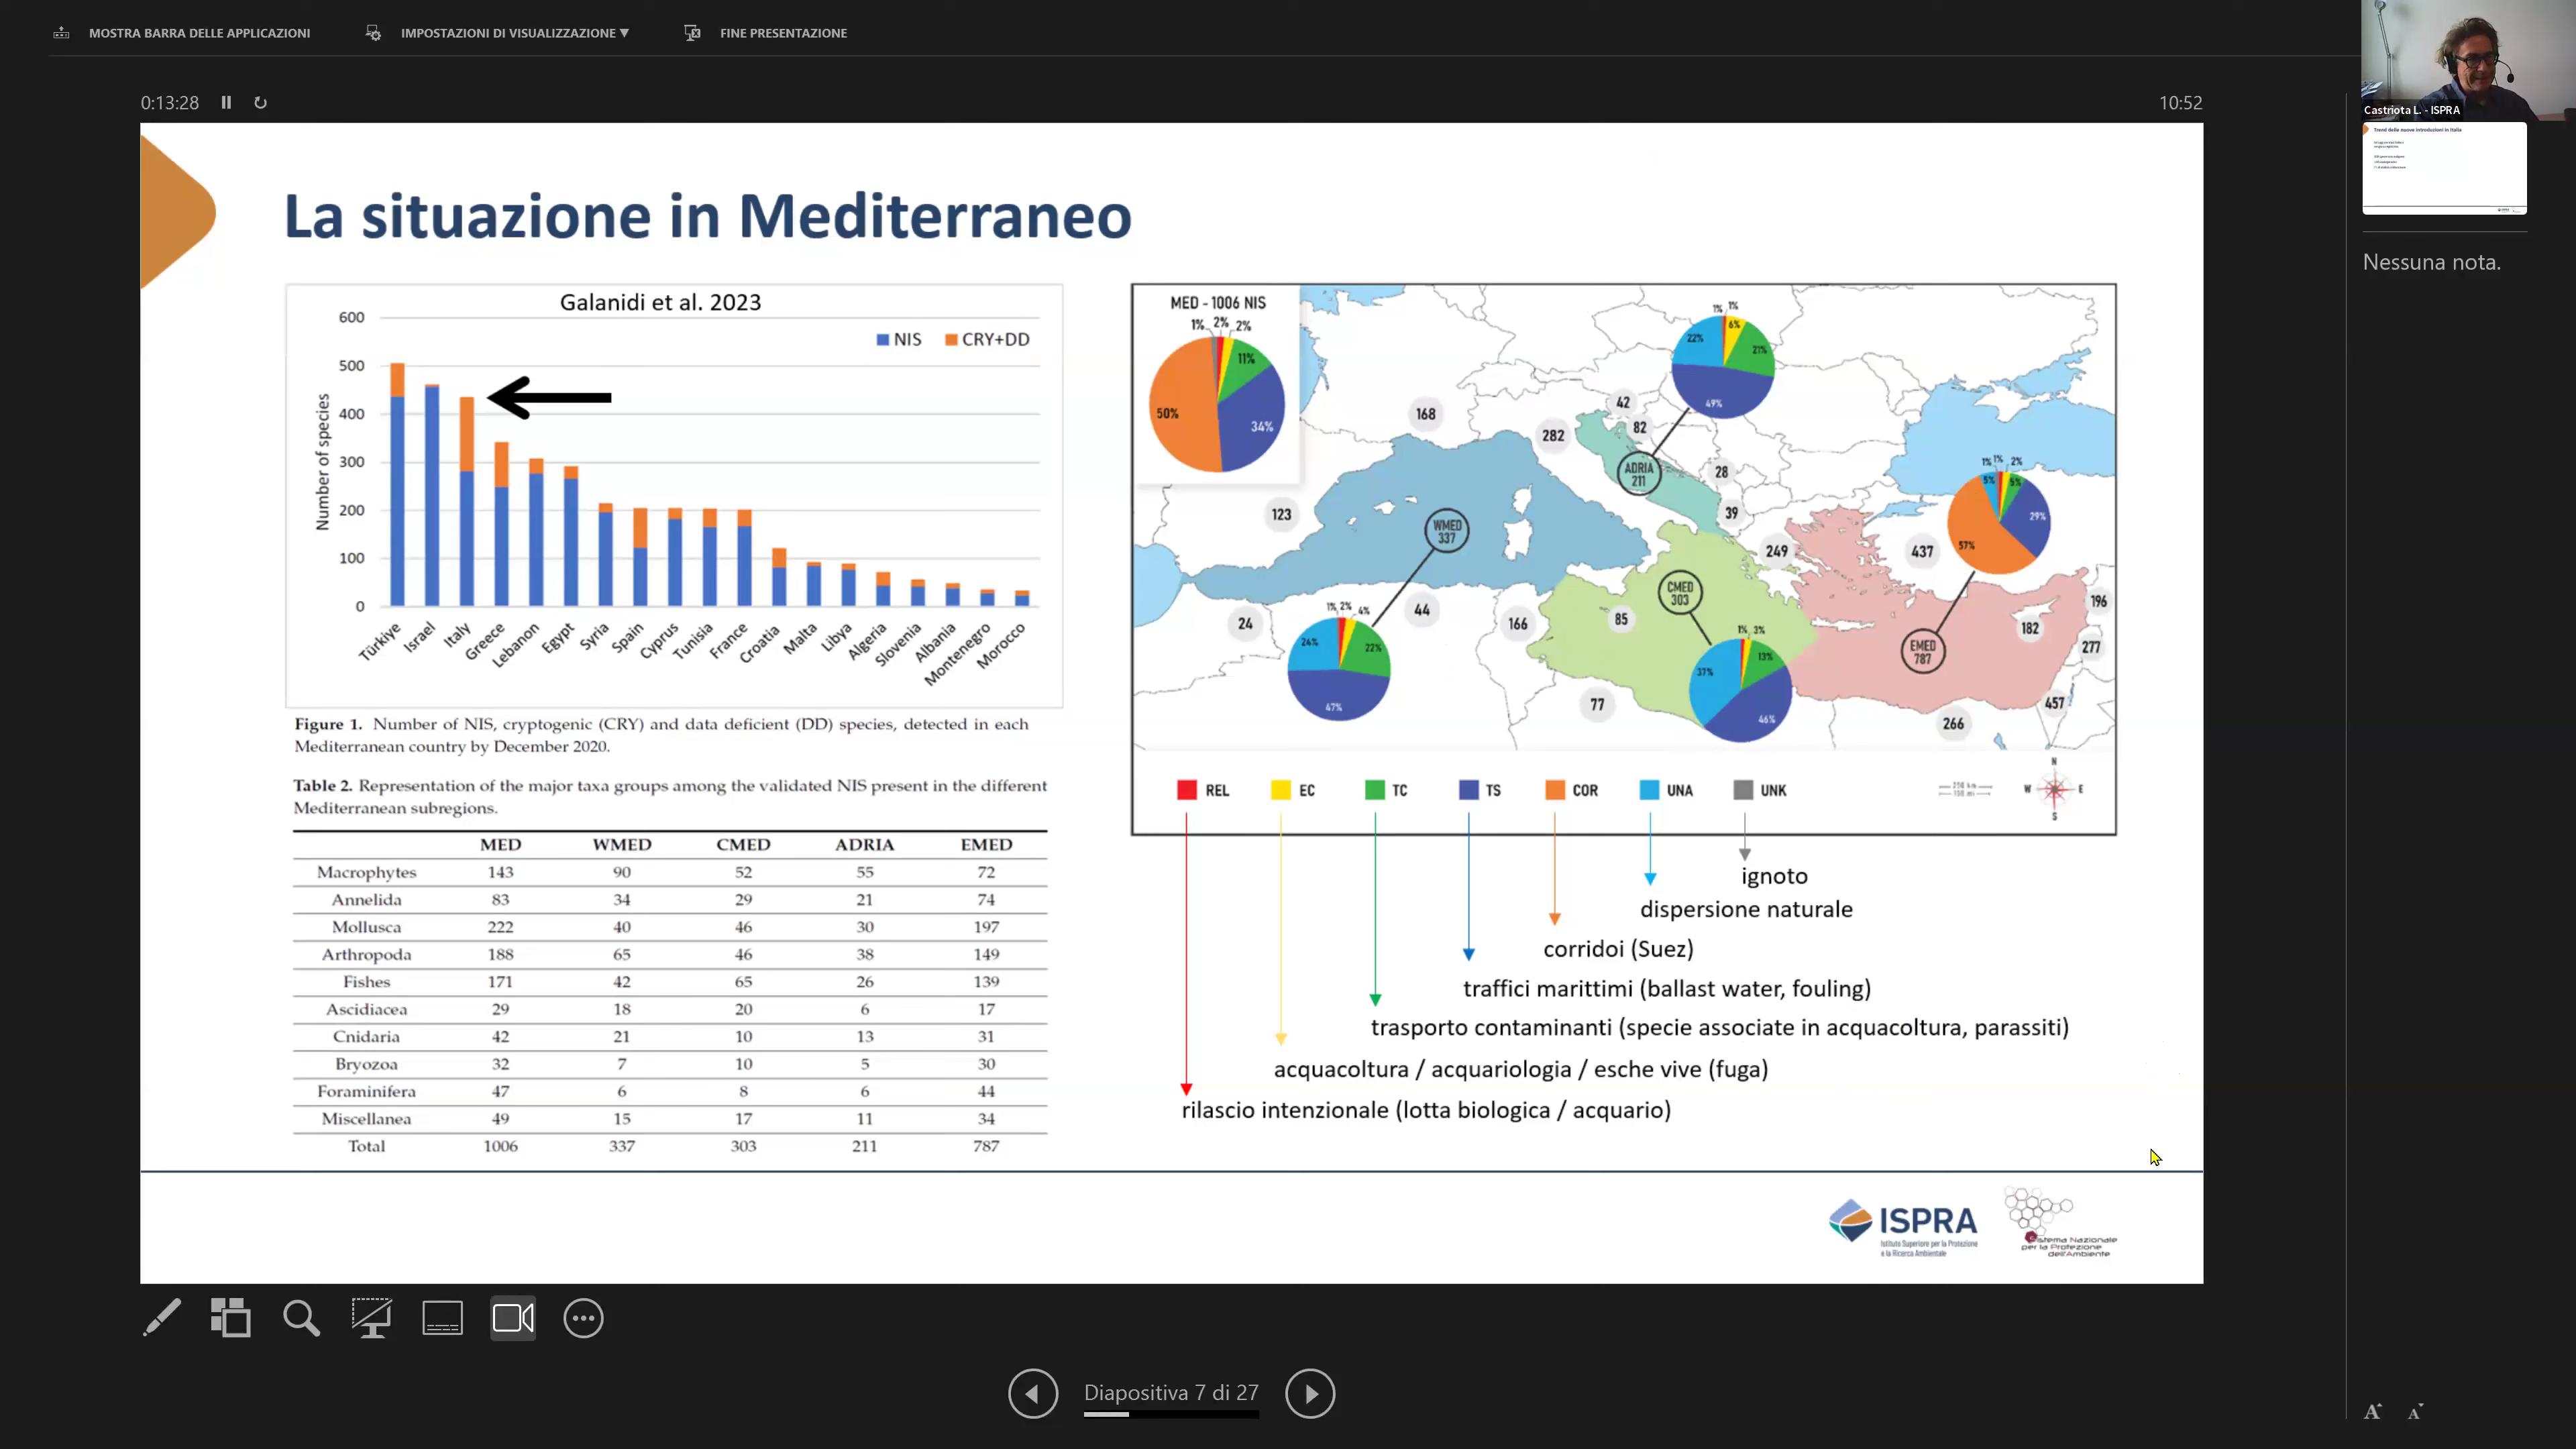 MOSTRA BARRA DELLE APPLICAZIONI
IMPOSTAZIONI DI VISUALIZZAZIONE ▼
FINE PRESENTAZIONE
0:13:28
10:52
La situazione in Mediterraneo
Galanidi et al. 2023
NIS CRY+DD
Number of species
600
500
400
300
200
100
0
Türkiye Israel Italy Greece Lebanon Egypt Syria Spain Cyprus Tunisia France Croatia Malta Libya Algeria Slovenia Albania Montenegro Morocco
Figure 1. Number of NIS, cryptogenic (CRY) and data deficient (DD) species, detected in each
Mediterranean country by December 2020.
Table 2. Representation of the major taxa groups among the validated NIS present in the different
Mediterranean subregions.
MED WMED CMED ADRIA EMED
Macrophytes 143 90 52 55 72
Annelida 83 34 29 21 74
Mollusca 222 40 46 30 197
Arthropoda 188 65 46 38 149
Fishes 171 42 65 26 139
Ascidiacea 29 18 20 6 17
Cnidaria 42 21 10 13 31
Bryozoa 32 7 10 5 30
Foraminifera 47 6 8 6 44
Miscellanea 49 15 17 11 34
Total 1006 337 303 211 787
MED - 1006 NIS
1% 2% 2%
11%
50%
34%
1% 1%
6%
22%
21%
49%
168
42
282
82
ADRIA
211
28
123
39
WMED
337
249
437
1% 1% 2%
5% 5%
29%
57%
CMED
303
24
44
166
85
196
182
EMED
787
277
1% 2% 4%
24%
22%
47%
1% 3%
13%
37%
46%
77
457
266
REL EC TC TS COR UNA UNK
N
W E
S
ignoto
dispersione naturale
corridoi (Suez)
traffici marittimi (ballast water, fouling)
trasporto contaminanti (specie associate in acquacoltura, parassiti)
acquacoltura / acquariologia / esche vive (fuga)
rilascio intenzionale (lotta biologica / acquario)
ISPRA
Istituto Superiore per la Protezione
e la Ricerca Ambientale
Sistema Nazionale
per la Protezione
dell'Ambiente
Diapositiva 7 di 27
Castriota L. - ISPRA
Trend delle nuove introduzioni in Italia
Nessuna nota.
A A